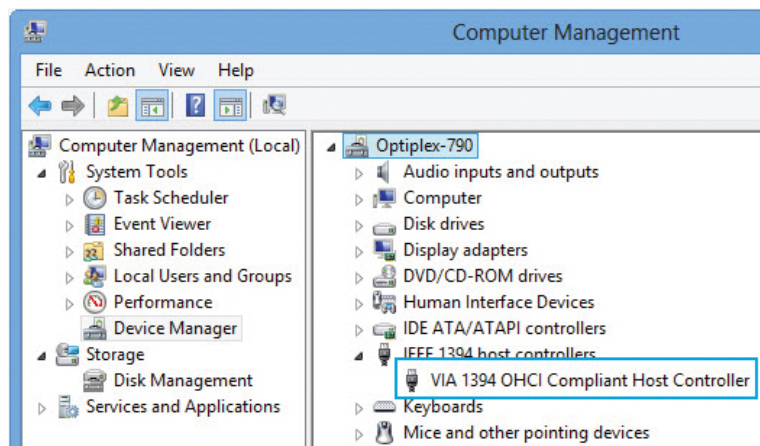 Computer Management
File Action View Help
Computer Management (Local)
System Tools
Task Scheduler
Event Viewer
Shared Folders
Local Users and Groups
Performance
Device Manager
Storage
Disk Management
Services and Applications
Optiplex-790
Audio inputs and outputs
Computer
Disk drives
Display adapters
DVD/CD-ROM drives
Human Interface Devices
IDE ATA/ATAPI controllers
IEEE 1394 host controllers
VIA 1394 OHCI Compliant Host Controller
Keyboards
Mice and other pointing devices